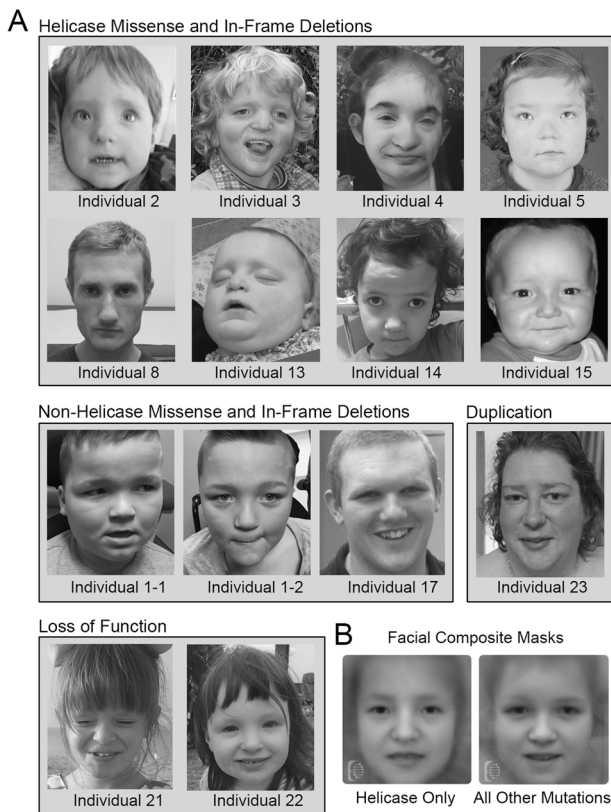 A
Helicase Missense and In-Frame Deletions
Individual 2 Individual 3 Individual 4 Individual 5
Individual 8 Individual 13 Individual 14 Individual 15
Non-Helicase Missense and In-Frame Deletions
Duplication
Individual 1-1 Individual 1-2 Individual 17
Individual 23
Loss of Function
Individual 21 Individual 22
B
Facial Composite Masks
Helicase Only All Other Mutations